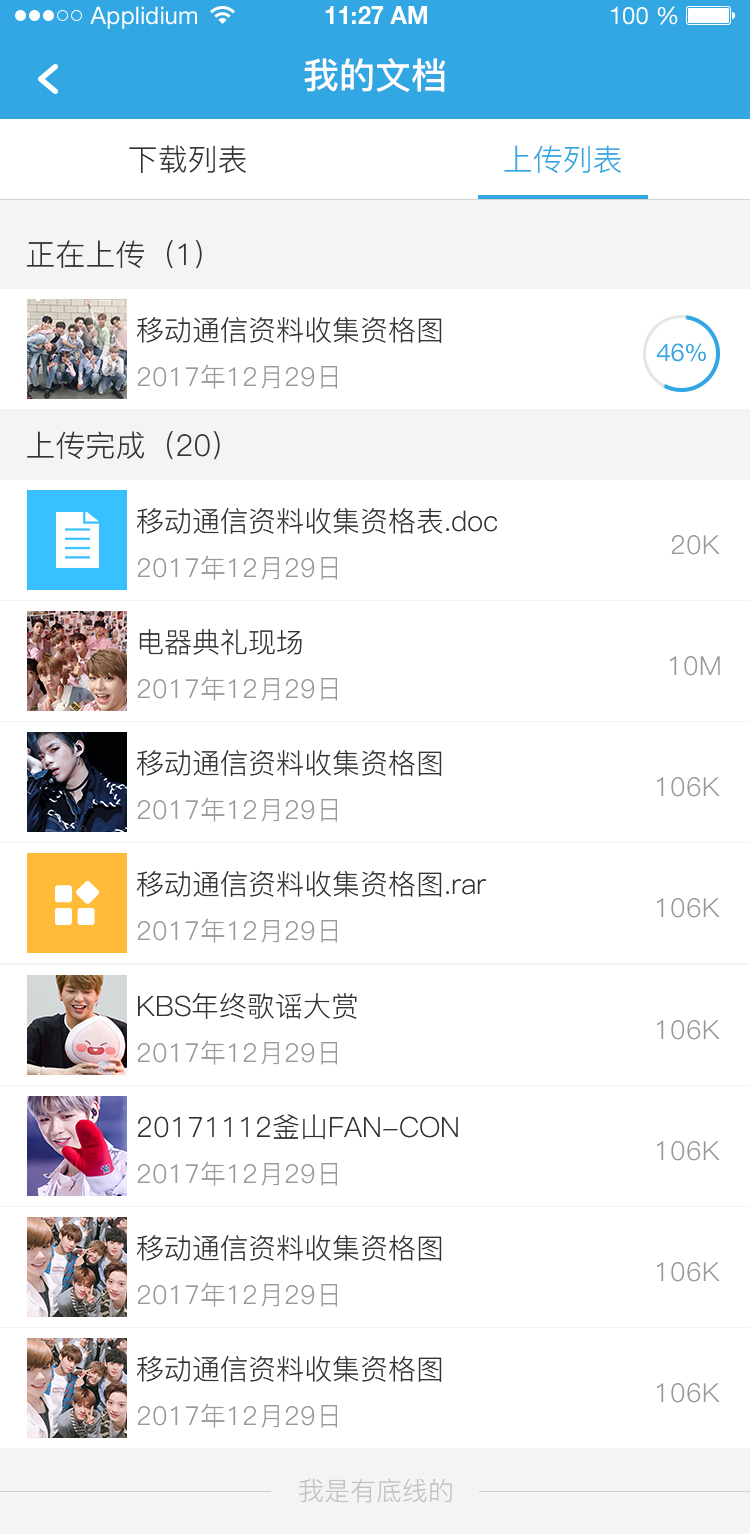 Applidium 11:27 AM 100 %
我的文档
下载列表 上传列表
正在上传（1）
移动通信资料收集资格图
2017年12月29日
46%
上传完成（20）
移动通信资料收集资格表.doc
2017年12月29日
20K
电器典礼现场
2017年12月29日
10M
移动通信资料收集资格图
2017年12月29日
106K
移动通信资料收集资格图.rar
2017年12月29日
106K
KBS年终歌谣大赏
2017年12月29日
106K
20171112釜山FAN-CON
2017年12月29日
106K
移动通信资料收集资格图
2017年12月29日
106K
移动通信资料收集资格图
2017年12月29日
106K
我是有底线的